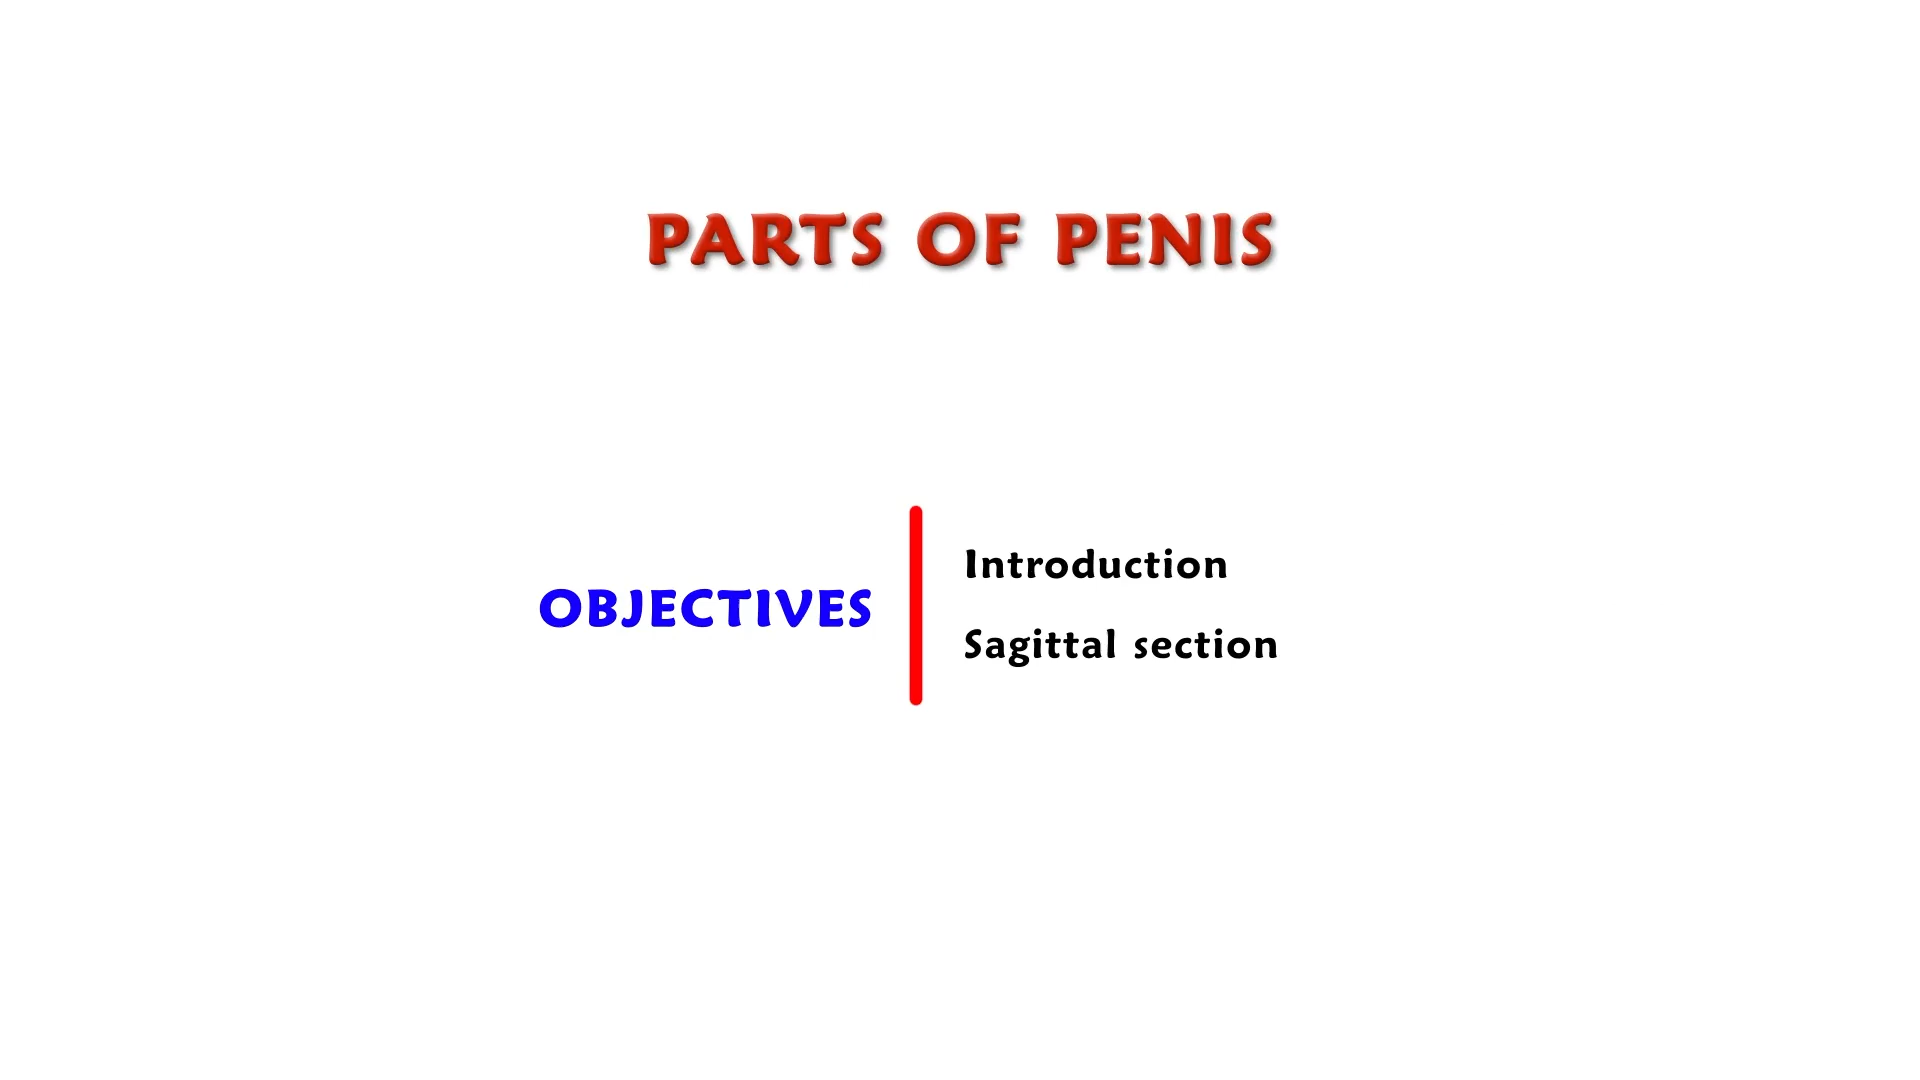 PARTS OF PENIS
OBJECTIVES
Introduction
Sagittal section